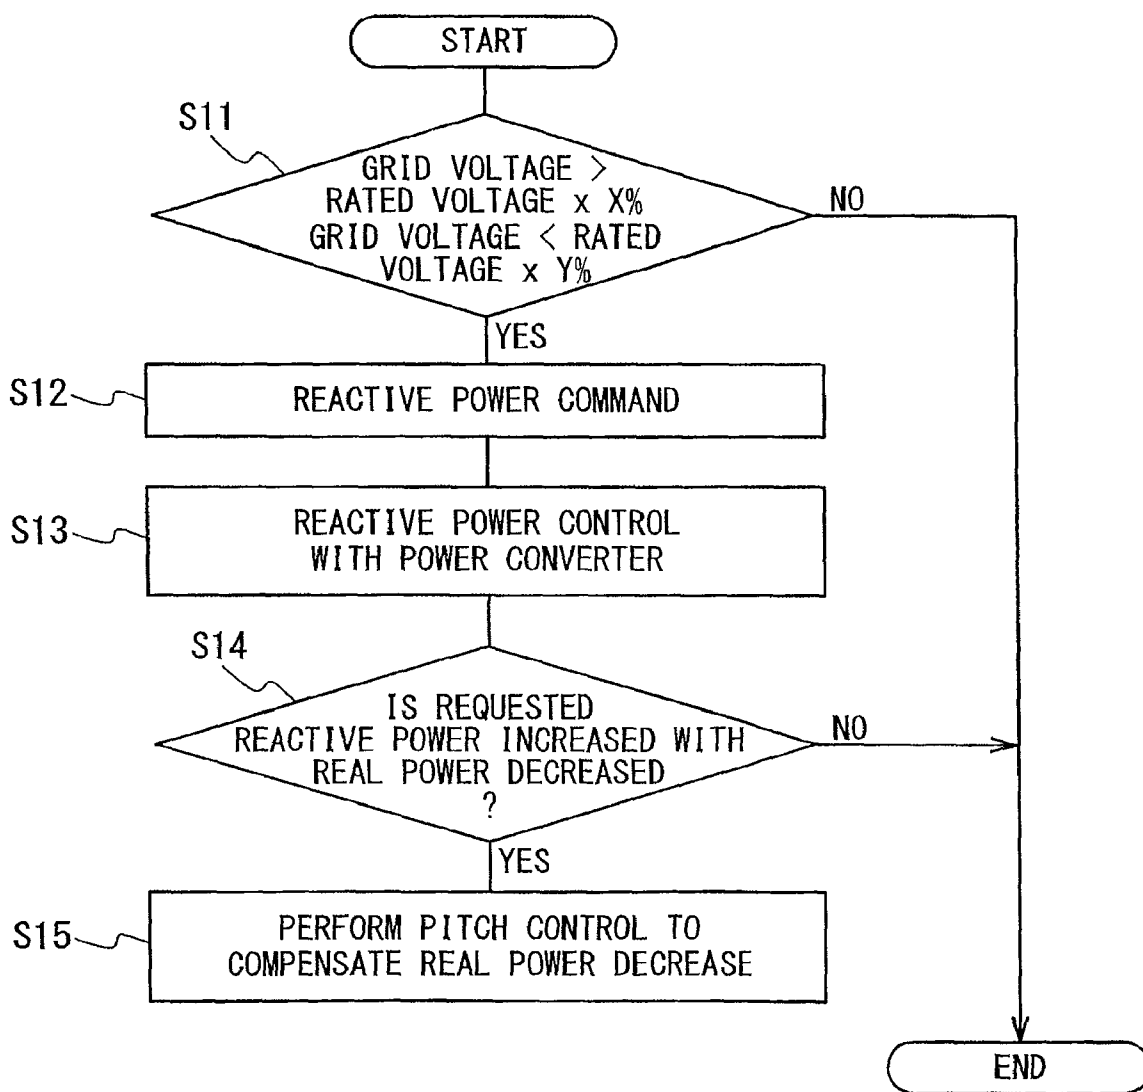 START
S11
GRID VOLTAGE >
RATED VOLTAGE x X%
GRID VOLTAGE < RATED
VOLTAGE x Y%
NO
YES
S12
REACTIVE POWER COMMAND
S13
REACTIVE POWER CONTROL
WITH POWER CONVERTER
S14
IS REQUESTED
REACTIVE POWER INCREASED WITH
REAL POWER DECREASED
?
NO
YES
S15
PERFORM PITCH CONTROL TO
COMPENSATE REAL POWER DECREASE
END